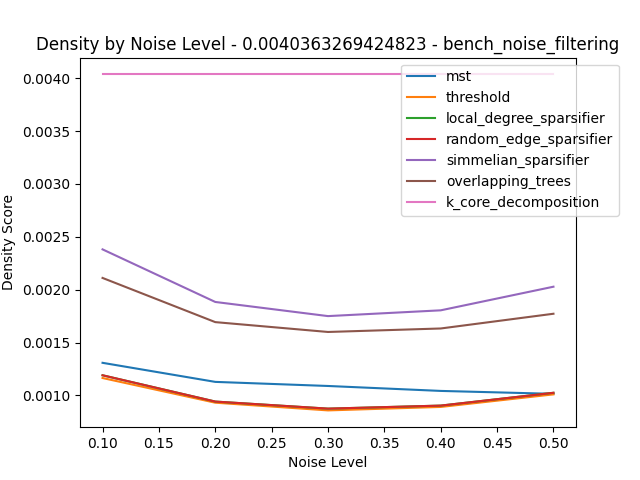 Density by Noise Level - 0.0040363269424823 - bench_noise_filtering
Density Score
0.0040
0.0035
0.0030
0.0025
0.0020
0.0015
0.0010
mst
threshold
local_degree_sparsifier
random_edge_sparsifier
simmelian_sparsifier
overlapping_trees
k_core_decomposition
0.10 0.15 0.20 0.25 0.30 0.35 0.40 0.45 0.50
Noise Level